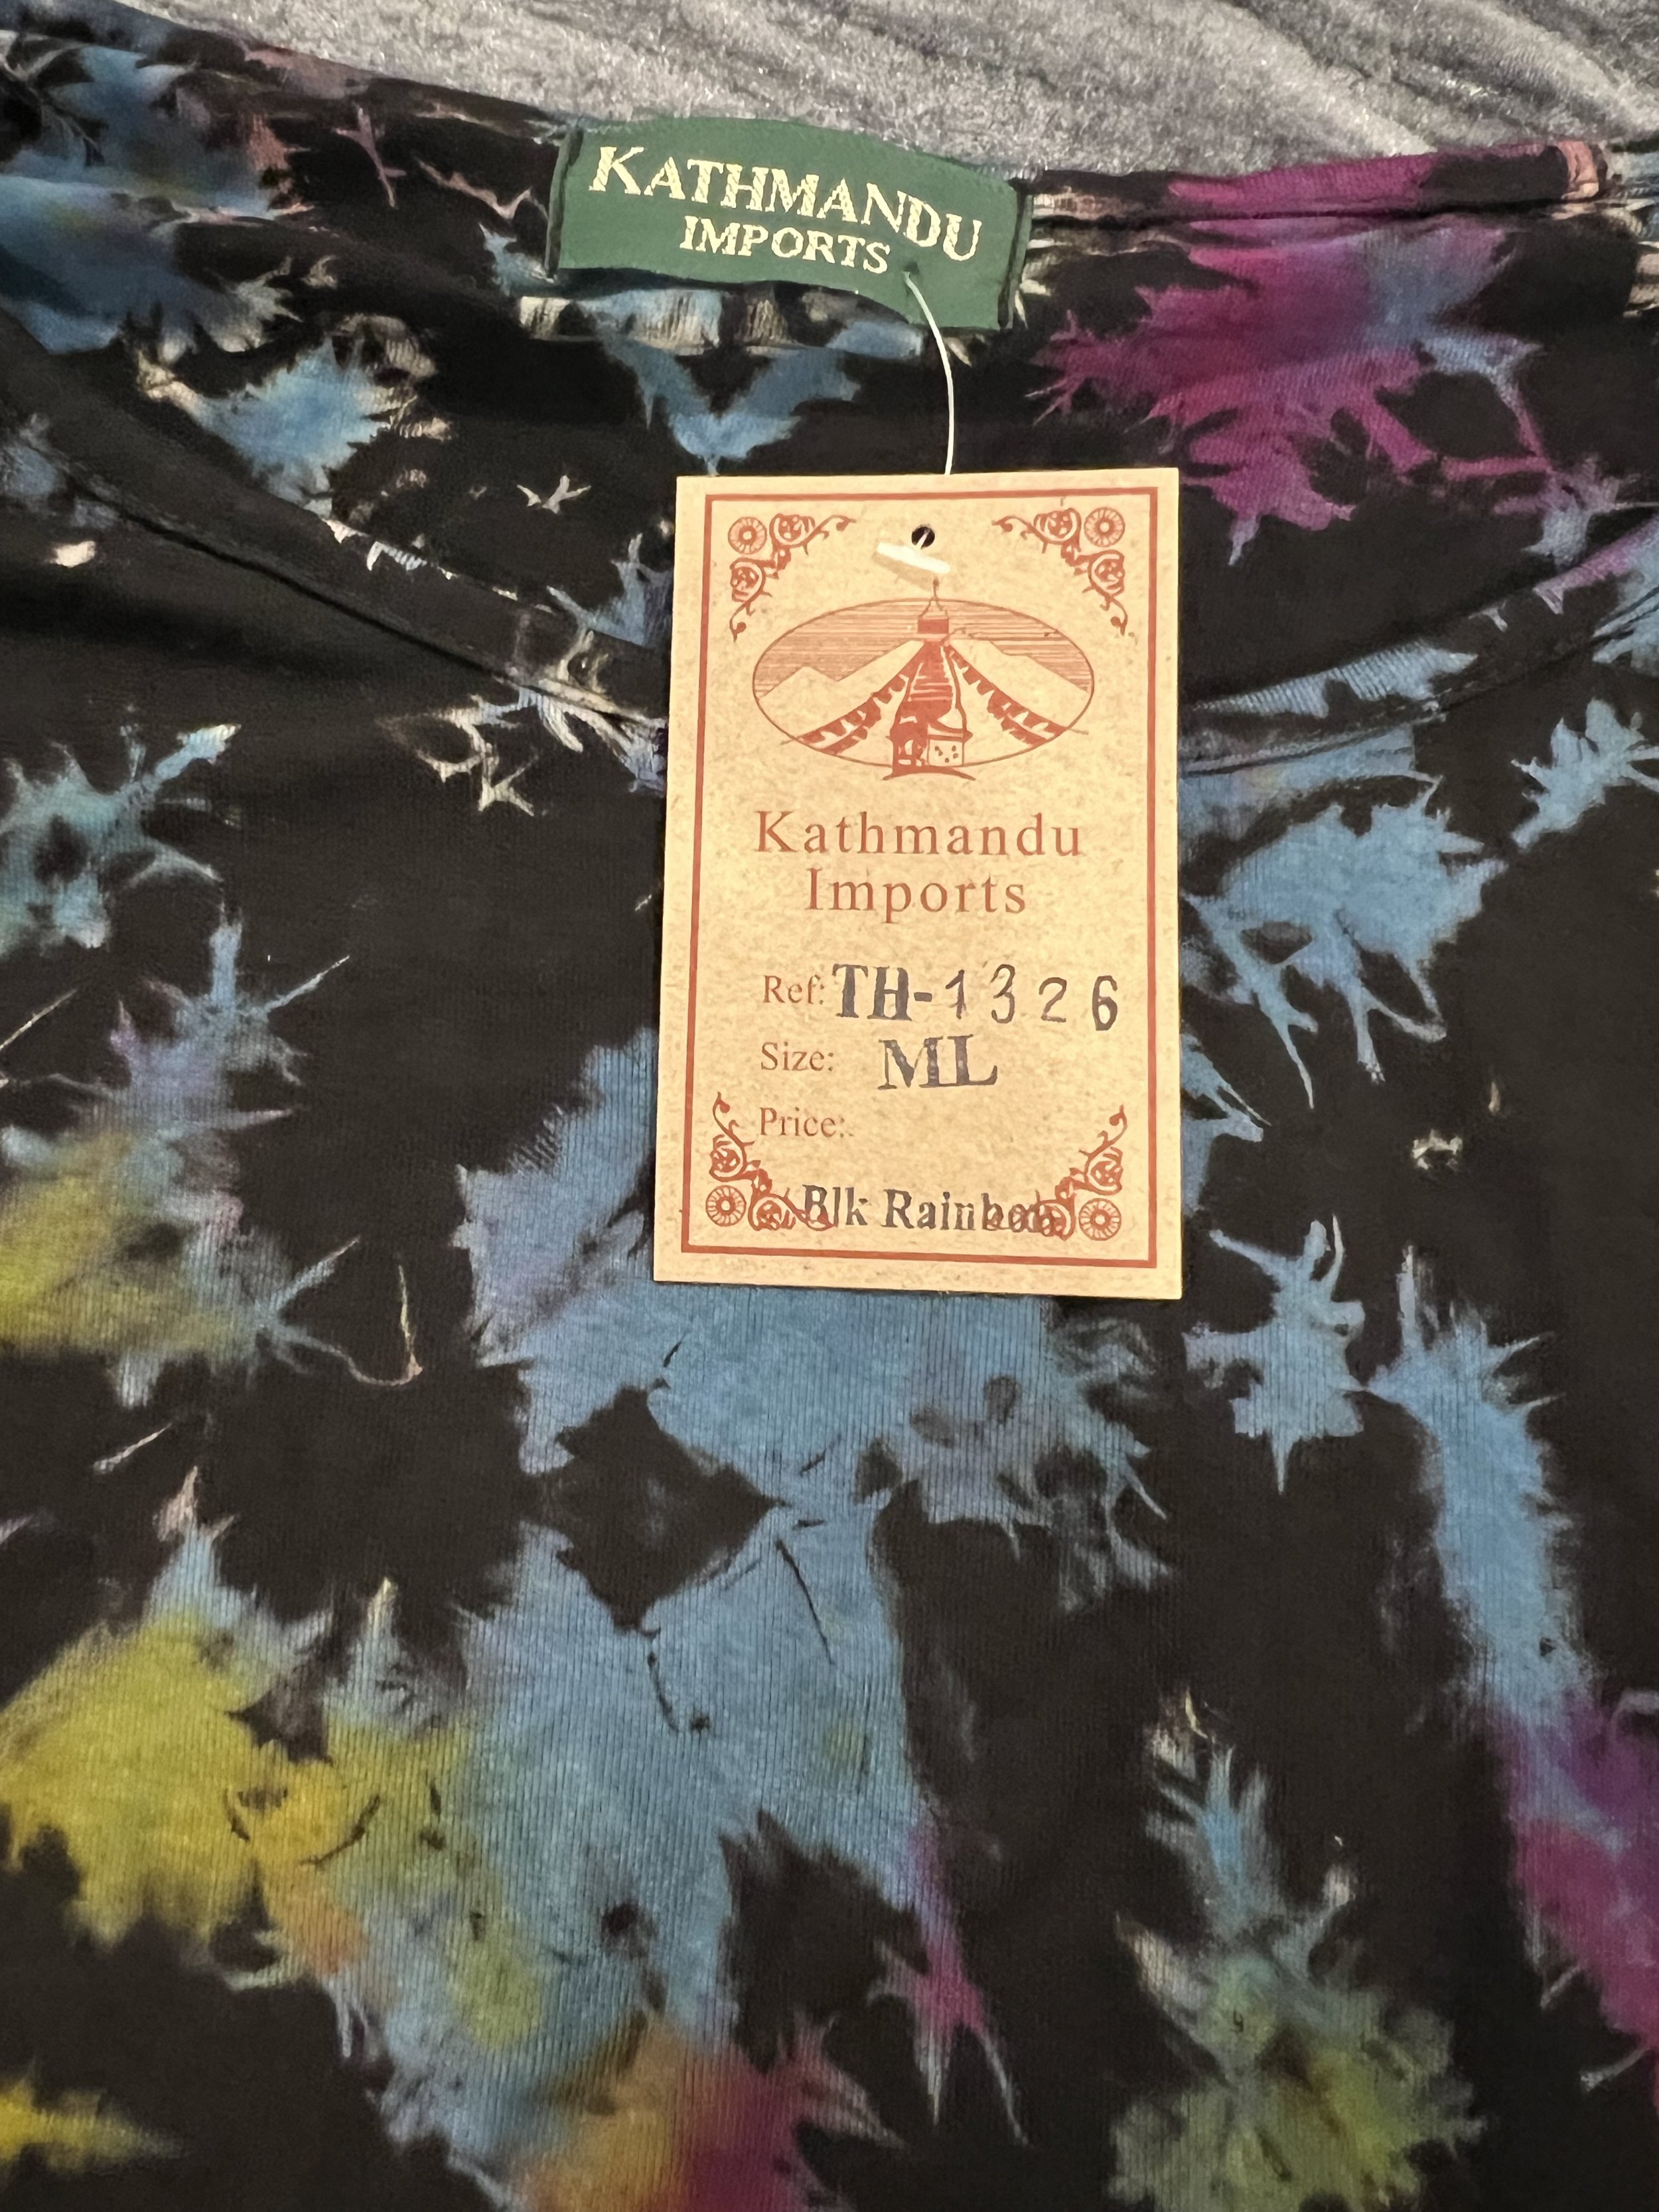 KATHMANDU
IMPORTS
Kathmandu
Imports
Ref: TH-1326
Size: ML
Price:
Blk Rainbow